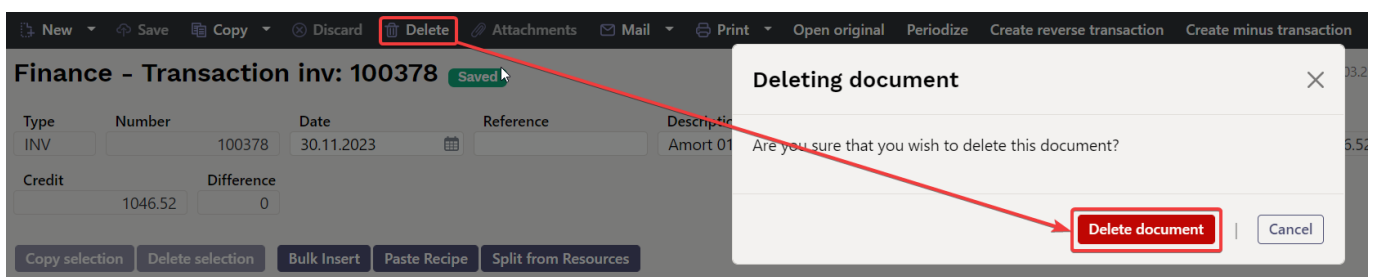 New Save Copy Discard Delete Attachments Mail Print Open original Periodize Create reverse transaction Create minus transaction
Finance - Transaction inv: 100378 Saved
Deleting document
Type Number Date Reference
INV 100378 30.11.2023 Amort 01
Are you sure that you wish to delete this document?
Credit Difference
1046.52 0
Delete document | Cancel
Copy selection Delete selection Bulk Insert Paste Recipe Split from Resources